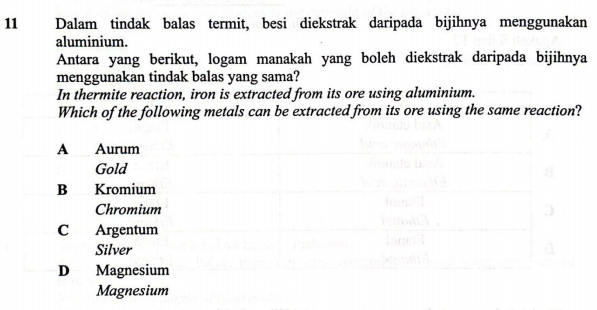 11 Dalam tindak balas termit, besi diekstrak daripada bijihnya menggunakan
aluminium.
Antara yang berikut, logam manakah yang boleh diekstrak daripada bijihnya
menggunakan tindak balas yang sama?
In thermite reaction, iron is extracted from its ore using aluminium.
Which of the following metals can be extracted from its ore using the same reaction?
A Aurum
Gold
B Kromium
Chromium
C Argentum
Silver
D Magnesium
Magnesium